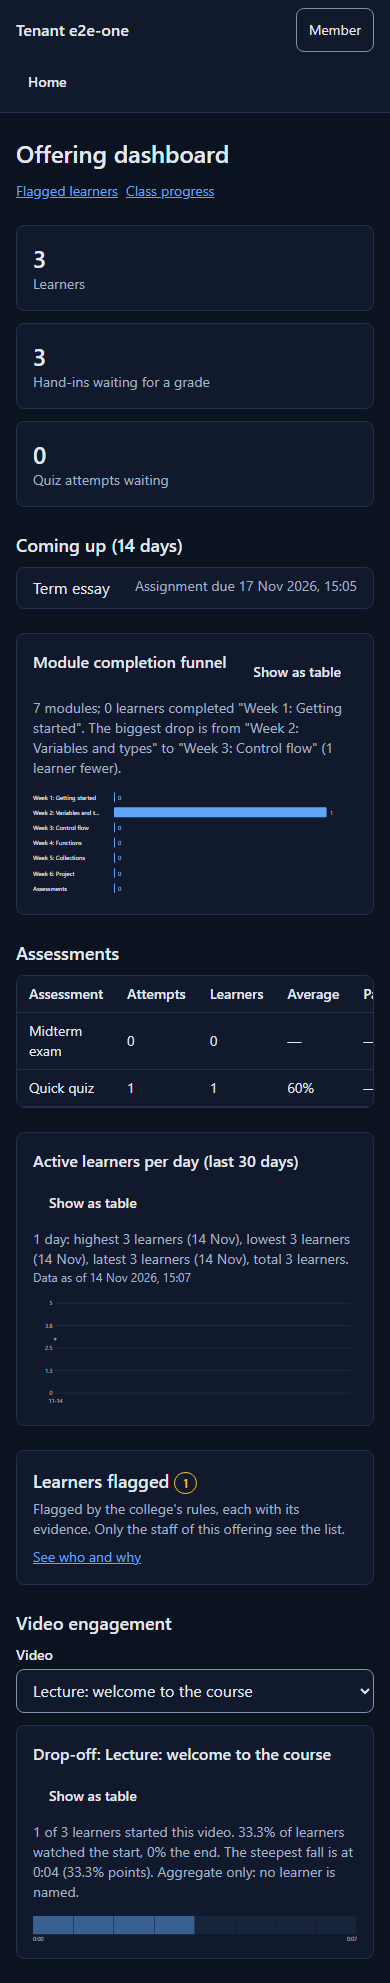 Tenant e2e-one
Member
Home
Offering dashboard
Flagged learners Class progress
3
Learners
3
Hand-ins waiting for a grade
0
Quiz attempts waiting
Coming up (14 days)
Term essay Assignment due 17 Nov 2026, 15:05
Module completion funnel
Show as table
7 modules; 0 learners completed "Week 1: Getting
started". The biggest drop is from "Week 2:
Variables and types" to "Week 3: Control flow" (1
learner fewer).
Week 1: Getting started 0
Week 2: Variables and t... 1
Week 3: Control flow 0
Week 4: Functions 0
Week 5: Collections 0
Week 6: Project 0
Assessments 0
Assessments
Assessment Attempts Learners Average
Midterm
exam 0 0 — —
Quick quiz 1 1 60% —
Active learners per day (last 30 days)
Show as table
1 day: highest 3 learners (14 Nov), lowest 3 learners
(14 Nov), latest 3 learners (14 Nov), total 3 learners.
Data as of 14 Nov 2026, 15:07
5
3.8
2.5
1.3
0
11-14
Learners flagged 1
Flagged by the college's rules, each with its
evidence. Only the staff of this offering see the list.
See who and why
Video engagement
Video
Lecture: welcome to the course
Drop-off: Lecture: welcome to the course
Show as table
1 of 3 learners started this video. 33.3% of learners
watched the start, 0% the end. The steepest fall is at
0:04 (33.3% points). Aggregate only: no learner is
named.
0:00 0:07